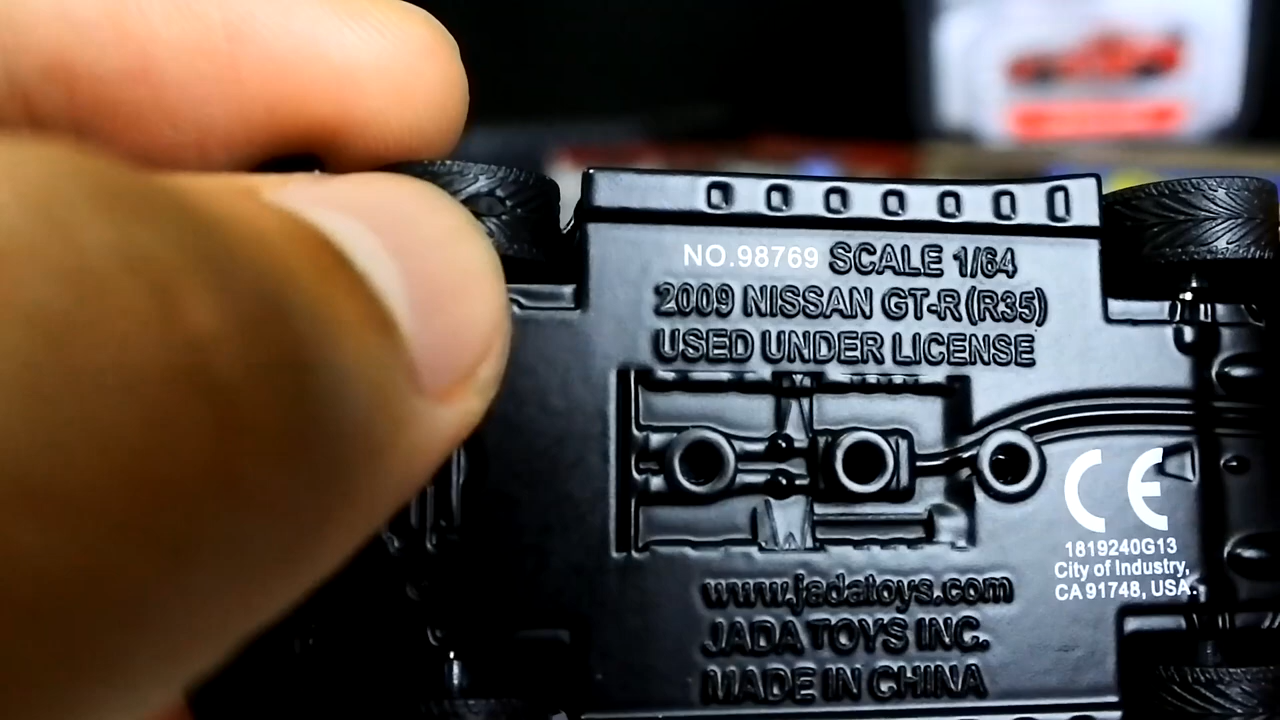 NO.98769 SCALE 1/64
2009 NISSAN GT-R (R35)
USED UNDER LICENSE
CE
1819240G13
City of Industry,
CA 91748, USA.
www.jadatoys.com
JADA TOYS INC.
MADE IN CHINA